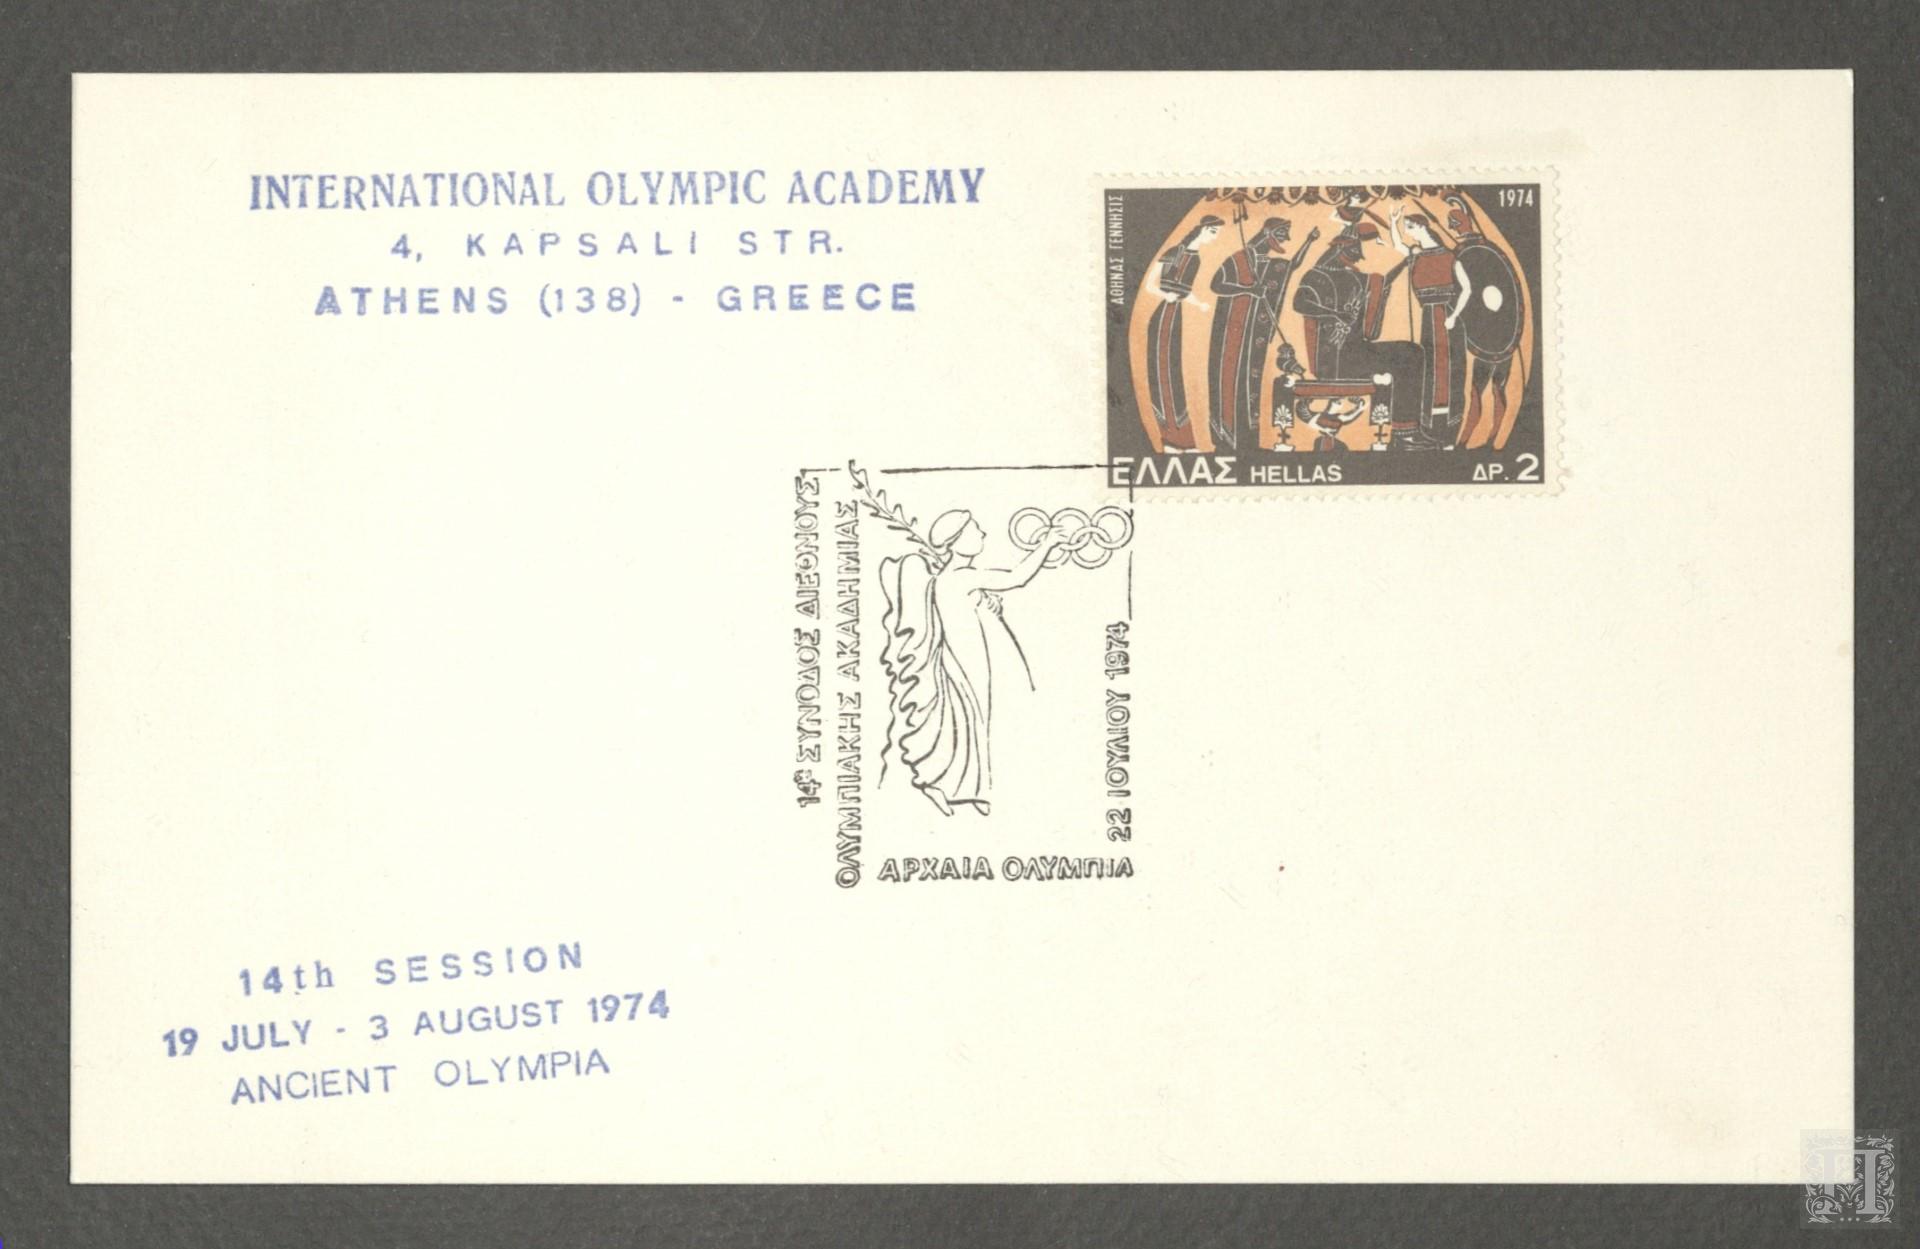 INTERNATIONAL OLYMPIC ACADEMY
4, KAPSALI STR.
ATHENS (138) - GREECE
ΑΘΗΝΑΣ ΓΕΝΝΗΣΙΣ
1974
ΕΛΛΑΣ HELLAS ΔΡ. 2
14η ΣΥΝΟΔΟΣ ΔΙΕΘΝΟΥΣ
ΟΛΥΜΠΙΑΚΗΣ ΑΚΑΔΗΜΙΑΣ
22 ΙΟΥΛΙΟΥ 1974
ΑΡΧΑΙΑ ΟΛΥΜΠΙΑ
14th SESSION
19 JULY - 3 AUGUST 1974
ANCIENT OLYMPIA